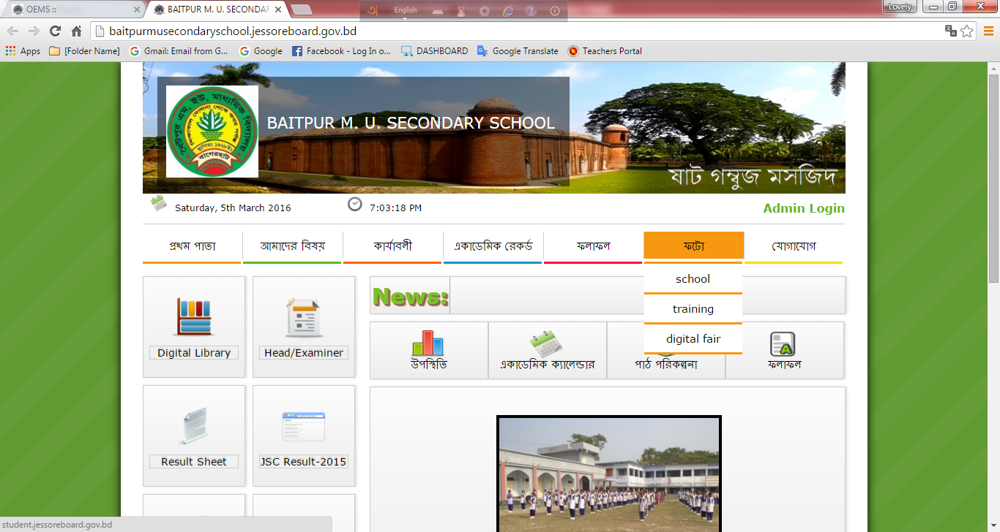 OEMS ::
BAITPUR M. U. SECONDAR
English
Lovely
baitpurmusecondaryschool.jessoreboard.gov.bd
Apps
[Folder Name]
Gmail: Email from G...
Google
Facebook - Log In o...
DASHBOARD
Google Translate
Teachers Portal
BAITPUR M. U. SECONDARY SCHOOL
বাগেরহাট
ষাট গম্বুজ মসজিদ
Saturday, 5th March 2016
7:03:18 PM
Admin Login
প্রথম পাতা
আমাদের বিষয়
কার্যাবলী
একাডেমিক রেকর্ড
ফলাফল
ফটো
যোগাযোগ
school
training
digital fair
News:
Digital Library
Head/Examiner
উপস্থিতি
একাডেমিক ক্যালেন্ডার
পাঠ পরিকল্পনা
ফলাফল
Result Sheet
JSC Result-2015
student.jessoreboard.gov.bd